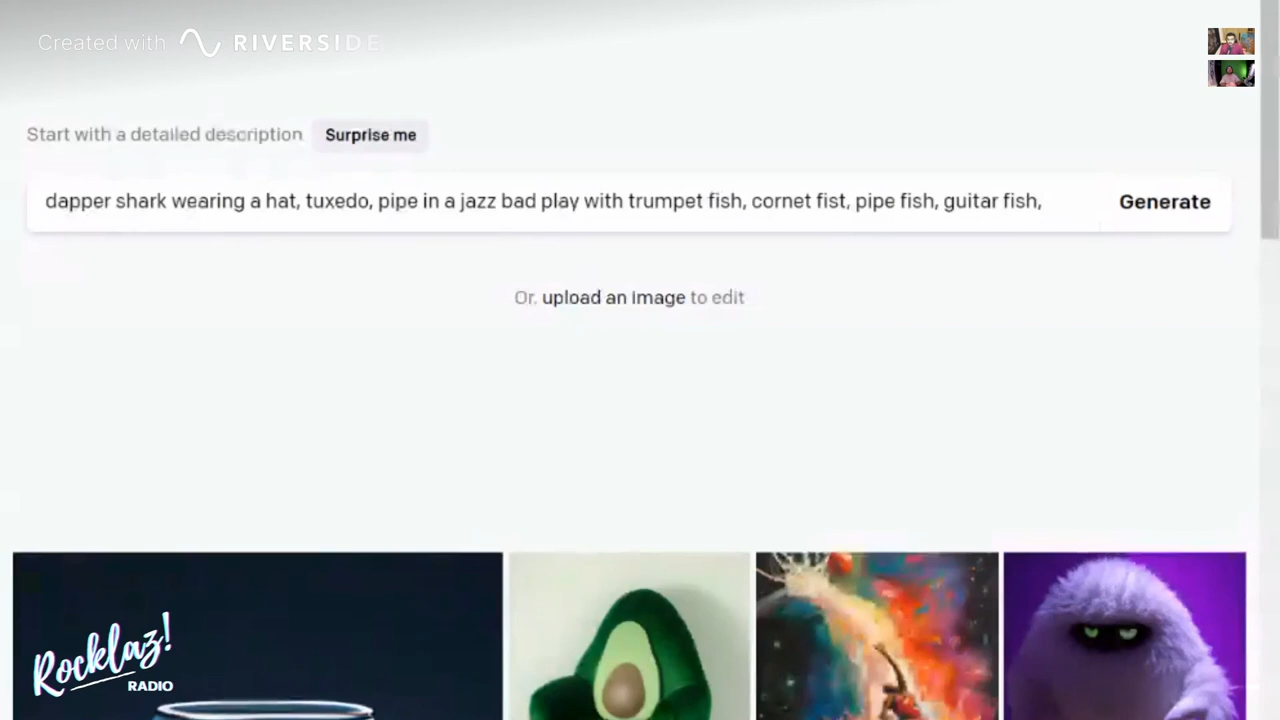 Created with RIVERSIDE
Start with a detailed description Surprise me
dapper shark wearing a hat, tuxedo, pipe in a jazz bad play with trumpet fish, cornet fist, pipe fish, guitar fish, Generate
Or, upload an image to edit
Rocklaz!
RADIO